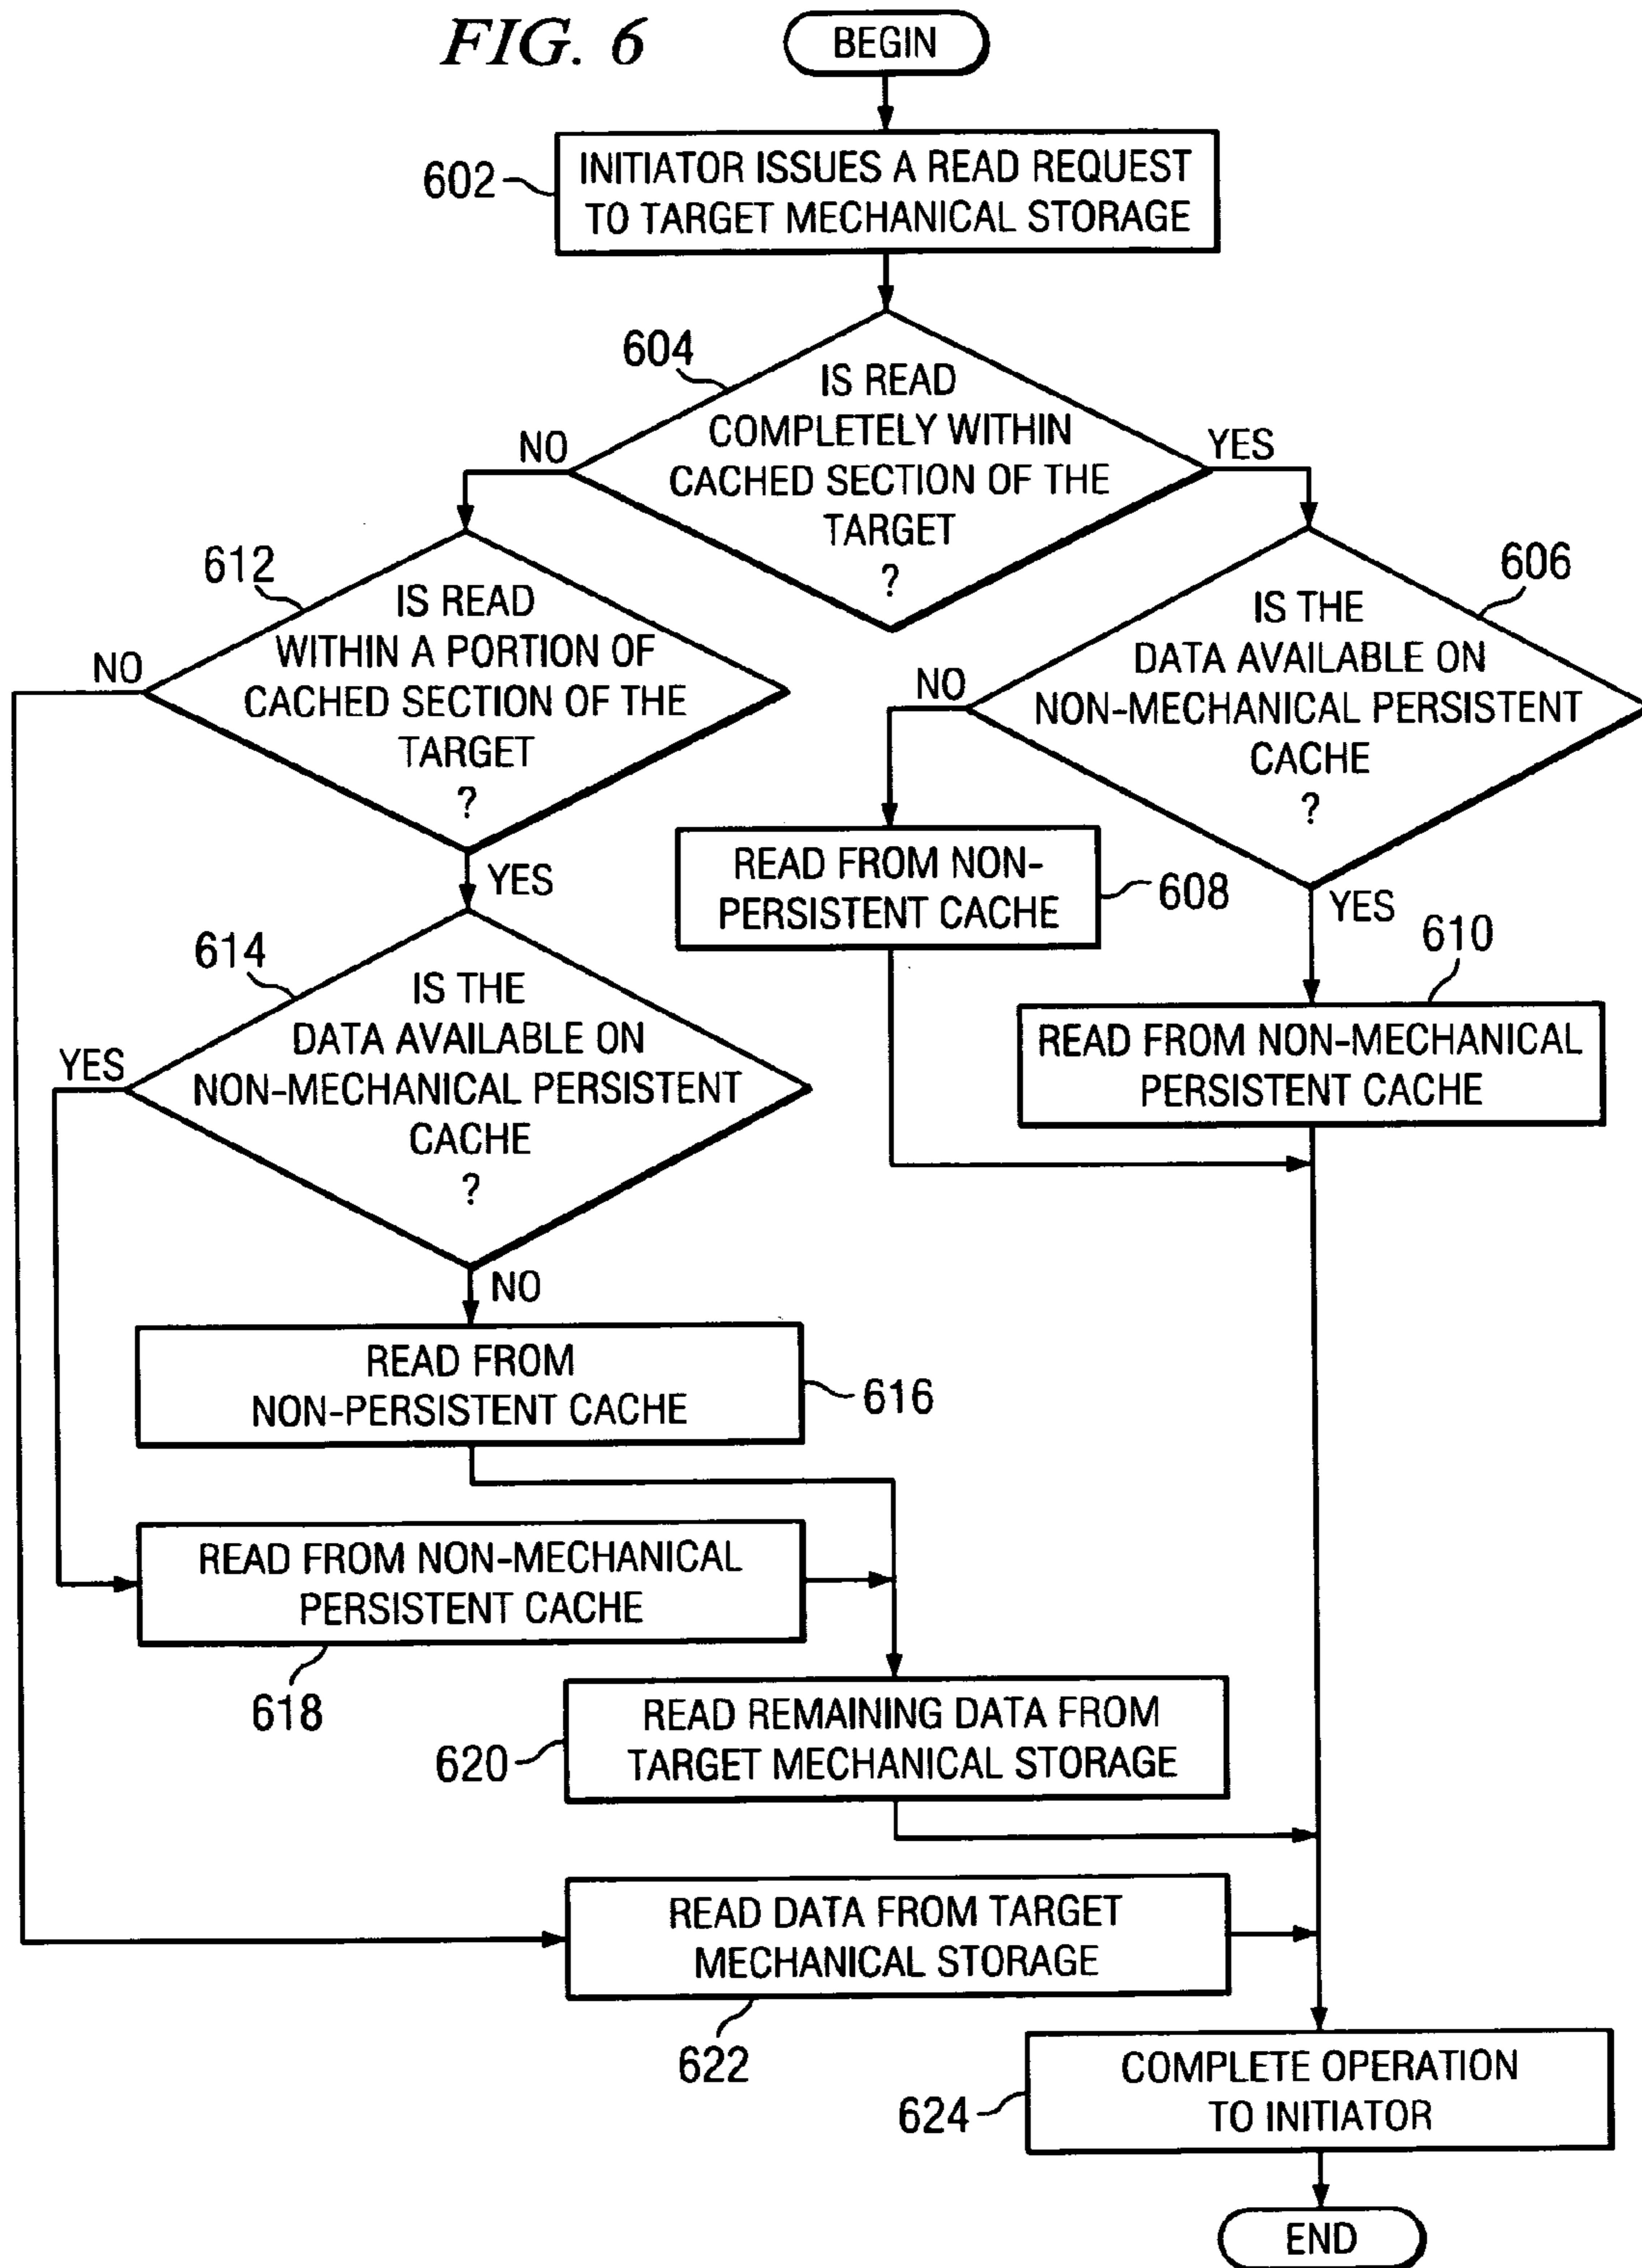 FIG. 6
BEGIN
602
INITIATOR ISSUES A READ REQUEST
TO TARGET MECHANICAL STORAGE
604
IS READ
COMPLETELY WITHIN
CACHED SECTION OF THE
TARGET
?
NO
YES
612
IS READ
WITHIN A PORTION OF
CACHED SECTION OF THE
TARGET
?
NO
YES
606
IS THE
DATA AVAILABLE ON
NON-MECHANICAL PERSISTENT
CACHE
?
NO
YES
READ FROM NON-
PERSISTENT CACHE
608
610
READ FROM NON-MECHANICAL
PERSISTENT CACHE
614
IS THE
DATA AVAILABLE ON
NON-MECHANICAL PERSISTENT
CACHE
?
YES
NO
READ FROM
NON-PERSISTENT CACHE
616
READ FROM NON-MECHANICAL
PERSISTENT CACHE
618
READ REMAINING DATA FROM
TARGET MECHANICAL STORAGE
620
READ DATA FROM TARGET
MECHANICAL STORAGE
622
COMPLETE OPERATION
TO INITIATOR
624
END